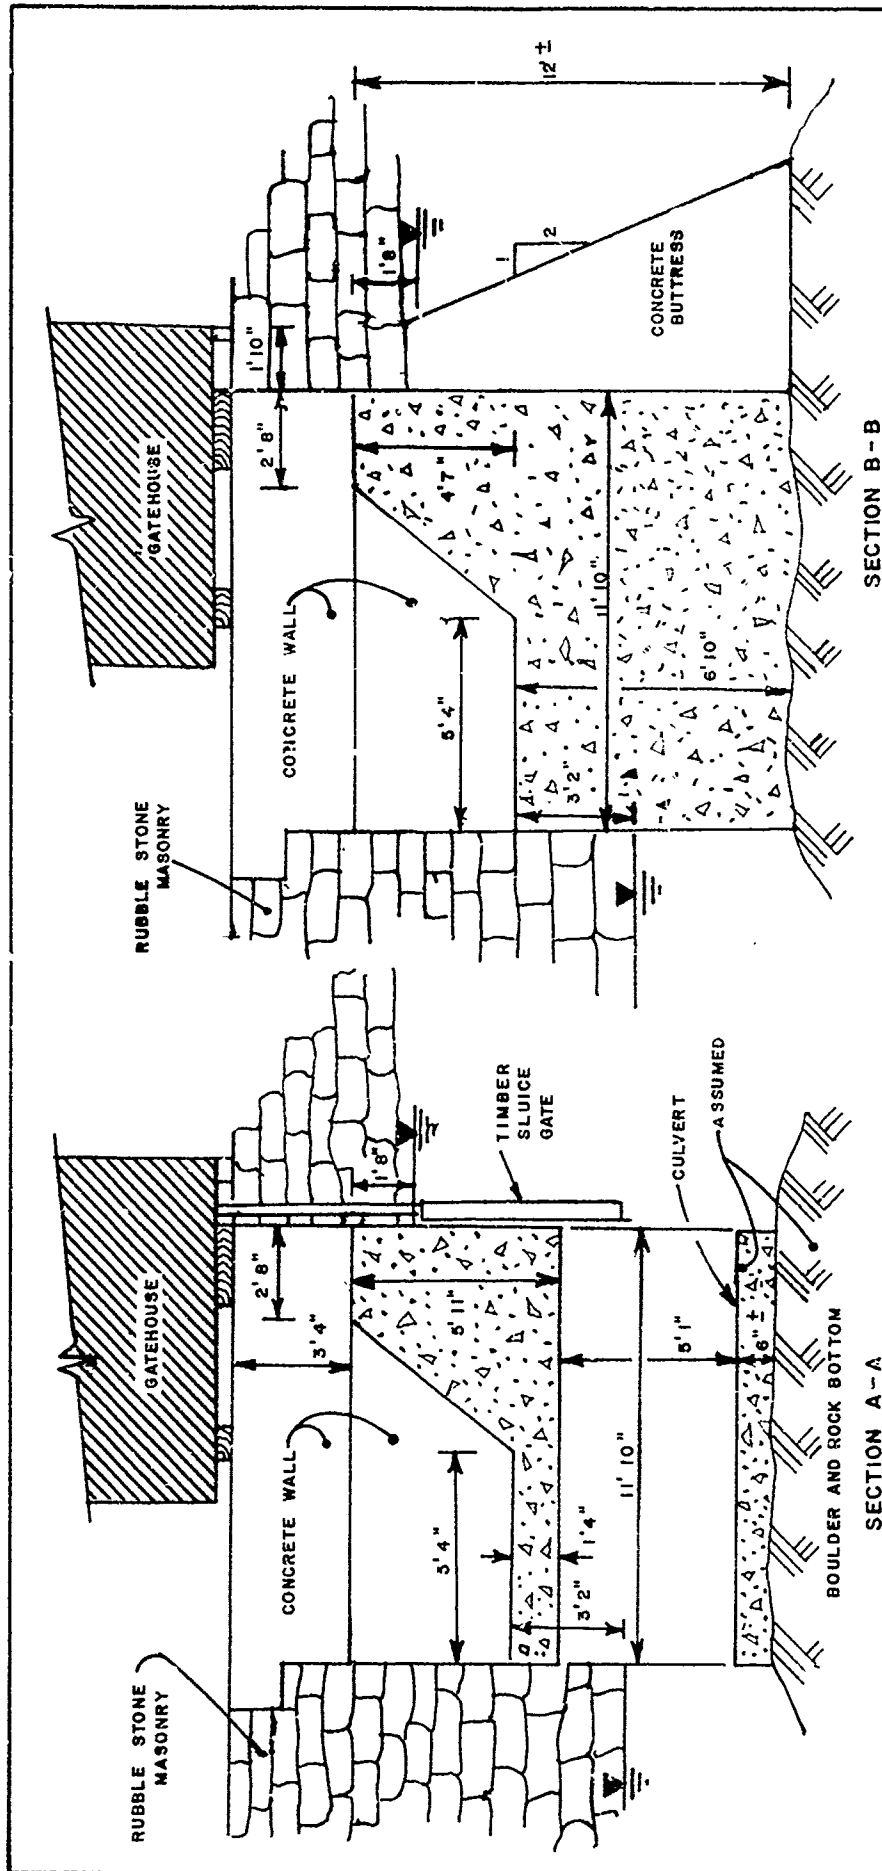 RUBBLE STONE
MASONRY
GATEHOUSE
CONCRETE WALL
2'8"
3'4"
1'8"
5'11"
5'4"
1'4"
3'2"
11' 10"
5'1"
6" ±
TIMBER
SLUICE
GATE
CULVERT
ASSUMED
BOULDER AND ROCK BOTTOM
SECTION A-A
RUBBLE STONE
MASONRY
GATEHOUSE
CONCRETE WALL
2'8"
1'10"
1'8"
12' ±
4'7"
5'4"
3'2"
11' 10"
6' 10"
1
2
CONCRETE
BUTTRESS
SECTION B-B